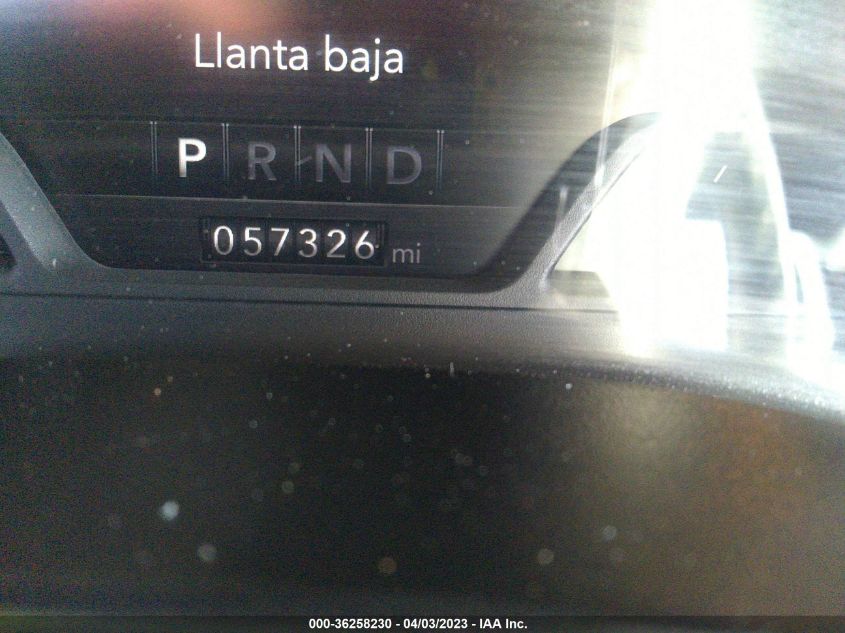 Llanta baja
P R N D
057326 mi
000-36258230 - 04/03/2023 - IAA Inc.